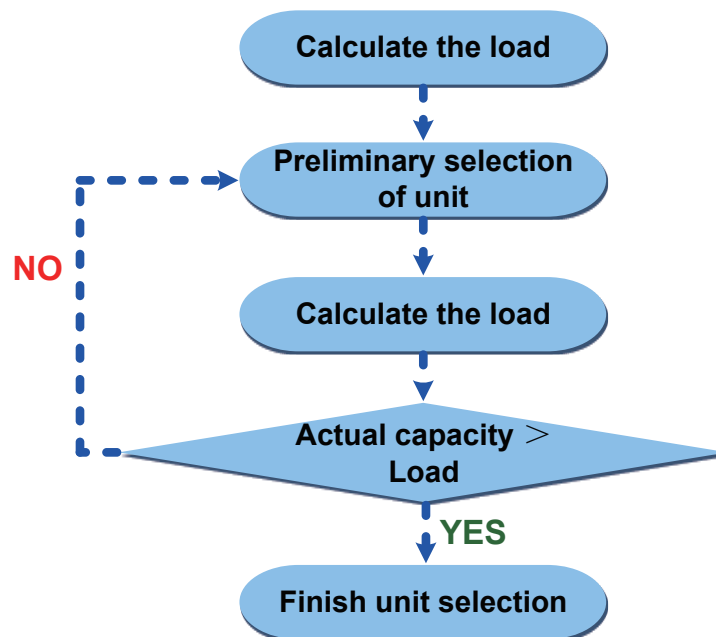 Calculate the load
Preliminary selection
of unit
NO
Calculate the load
Actual capacity ＞
Load
YES
Finish unit selection